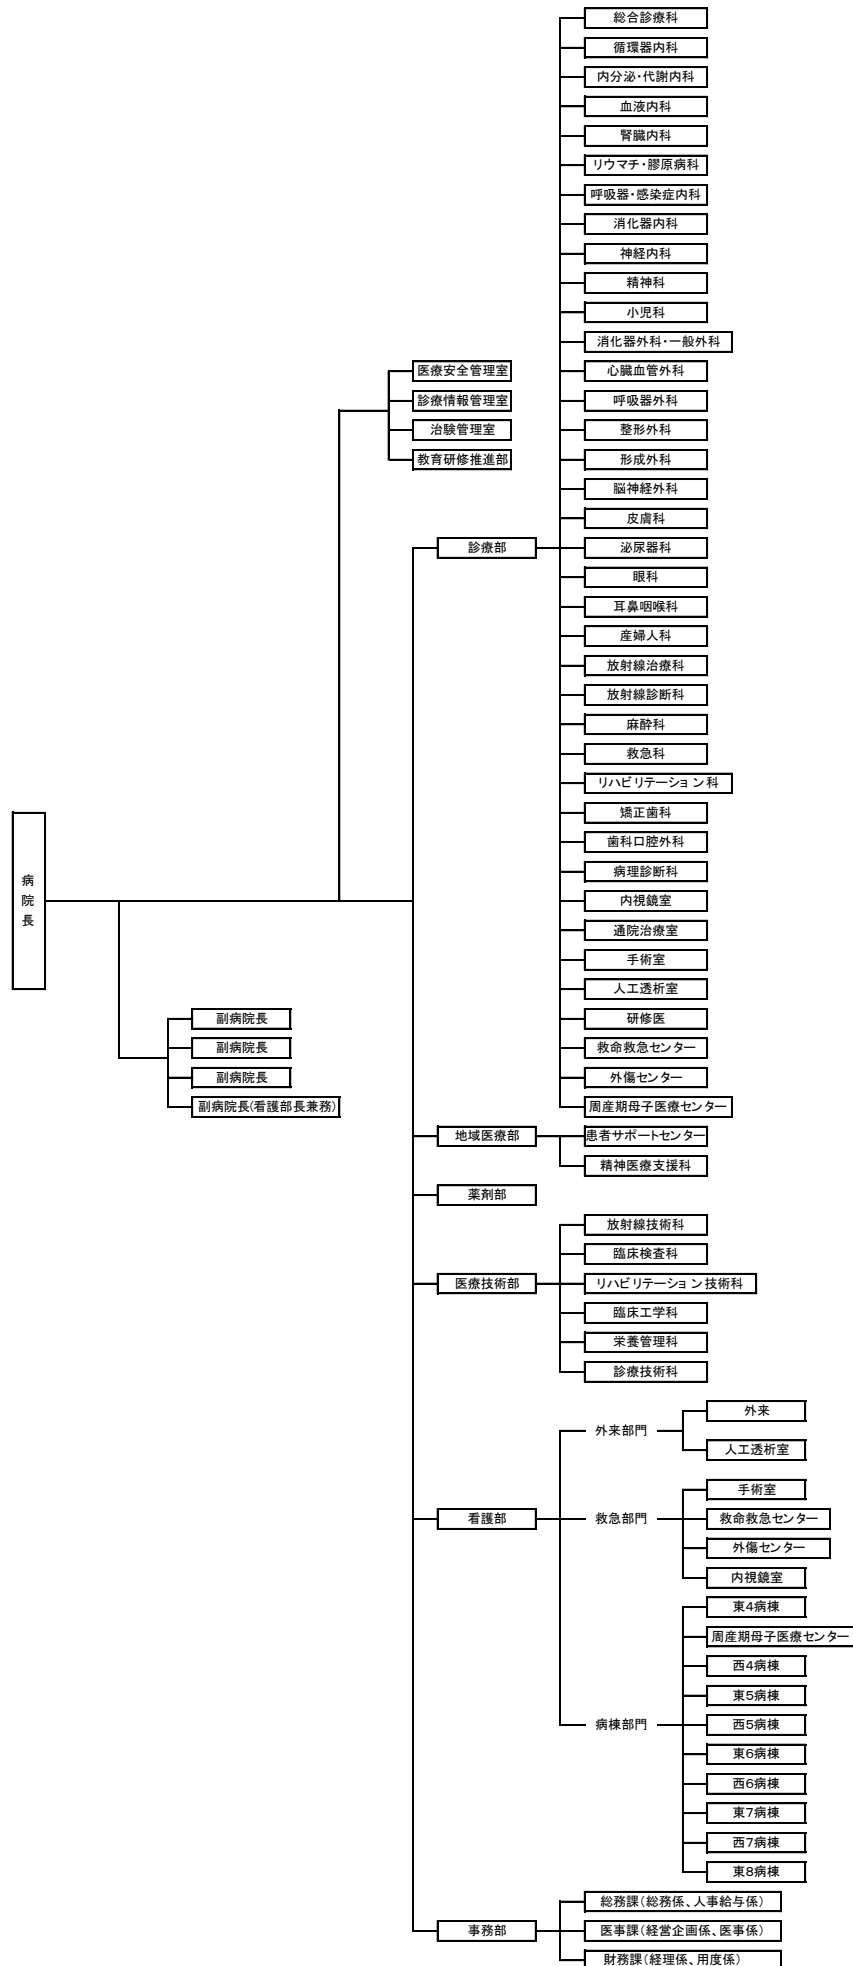 病院長
副病院長
副病院長
副病院長
副病院長(看護部長兼務)
医療安全管理室
診療情報管理室
治験管理室
教育研修推進部
診療部
総合診療科
循環器内科
内分泌・代謝内科
血液内科
腎臓内科
リウマチ・膠原病科
呼吸器・感染症内科
消化器内科
神経内科
精神科
小児科
消化器外科・一般外科
心臓血管外科
呼吸器外科
整形外科
形成外科
脳神経外科
皮膚科
泌尿器科
眼科
耳鼻咽喉科
産婦人科
放射線治療科
放射線診断科
麻酔科
救急科
リハビリテーション科
矯正歯科
歯科口腔外科
病理診断科
内視鏡室
通院治療室
手術室
人工透析室
研修医
救命救急センター
外傷センター
周産期母子医療センター
地域医療部
患者サポートセンター
精神医療支援科
薬剤部
医療技術部
放射線技術科
臨床検査科
リハビリテーション技術科
臨床工学科
栄養管理科
診療技術科
看護部
外来部門
外来
人工透析室
救急部門
手術室
救命救急センター
外傷センター
内視鏡室
病棟部門
東4病棟
周産期母子医療センター
西4病棟
東5病棟
西5病棟
東6病棟
西6病棟
東7病棟
西7病棟
東8病棟
事務部
総務課(総務係、人事給与係)
医事課(経営企画係、医事係)
財務課(経理係、用度係)